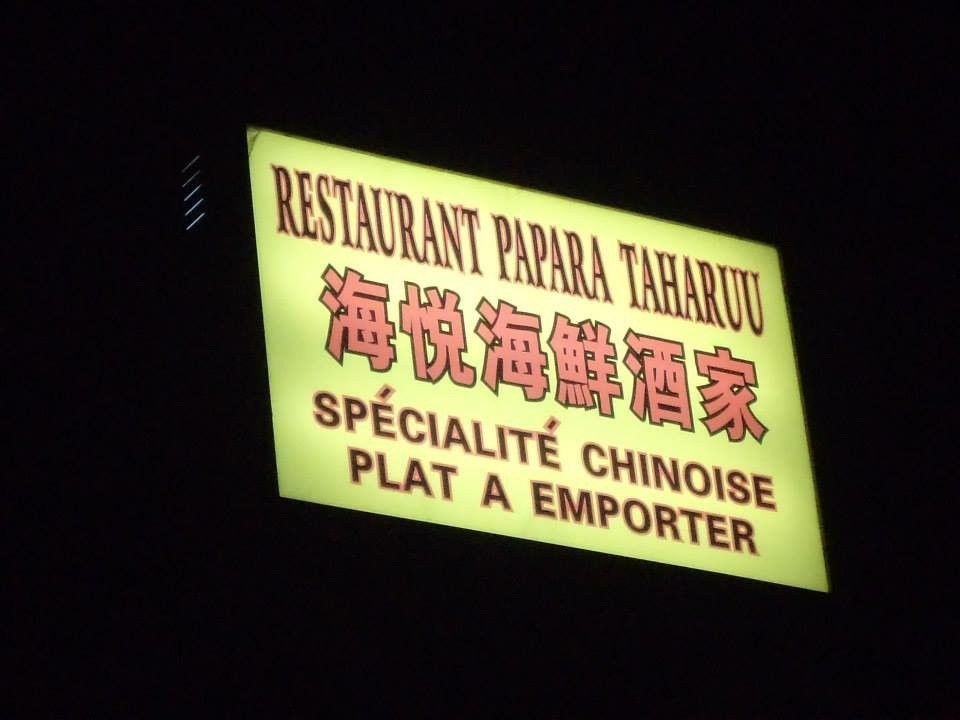 RESTAURANT PAPARA TAHARUU
海悦海鮮酒家
SPÉCIALITÉ CHINOISE
PLAT A EMPORTER